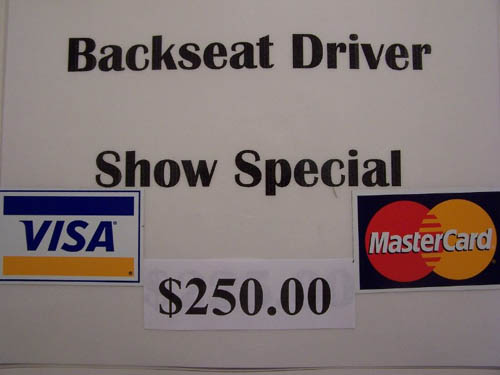 Backseat Driver
Show Special
VISA
MasterCard
$250.00